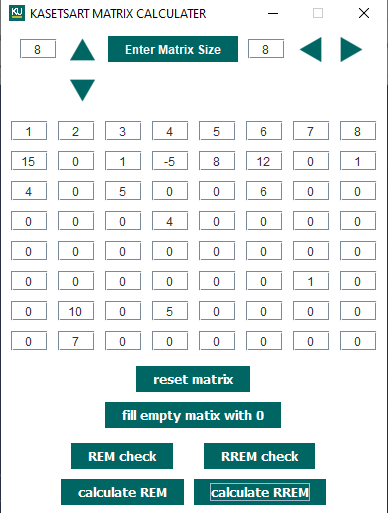 KU KASETSART MATRIX CALCULATER
8 Enter Matrix Size 8
1 2 3 4 5 6 7 8
15 0 1 -5 8 12 0 1
4 0 5 0 0 6 0 0
0 0 0 4 0 0 0 0
0 0 0 0 0 0 0 0
0 0 0 0 0 0 1 0
0 10 0 5 0 0 0 0
0 7 0 0 0 0 0 0
reset matrix
fill empty matix with 0
REM check RREM check
calculate REM calculate RREM